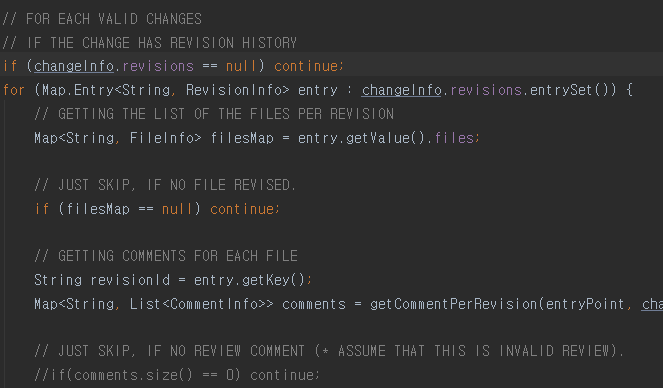 // FOR EACH VALID CHANGES
// IF THE CHANGE HAS REVISION HISTORY
if (changeInfo.revisions == null) continue;
for (Map.Entry<String, RevisionInfo> entry : changeInfo.revisions.entrySet()) {
// GETTING THE LIST OF THE FILES PER REVISION
Map<String, FileInfo> filesMap = entry.getValue().files;
// JUST SKIP, IF NO FILE REVISED.
if (filesMap == null) continue;
// GETTING COMMENTS FOR EACH FILE
String revisionId = entry.getKey();
Map<String, List<CommentInfo>> comments = getCommentPerRevision(entryPoint, cha
// JUST SKIP, IF NO REVIEW COMMENT (* ASSUME THAT THIS IS INVALID REVIEW).
//if(comments.size() == 0) continue;